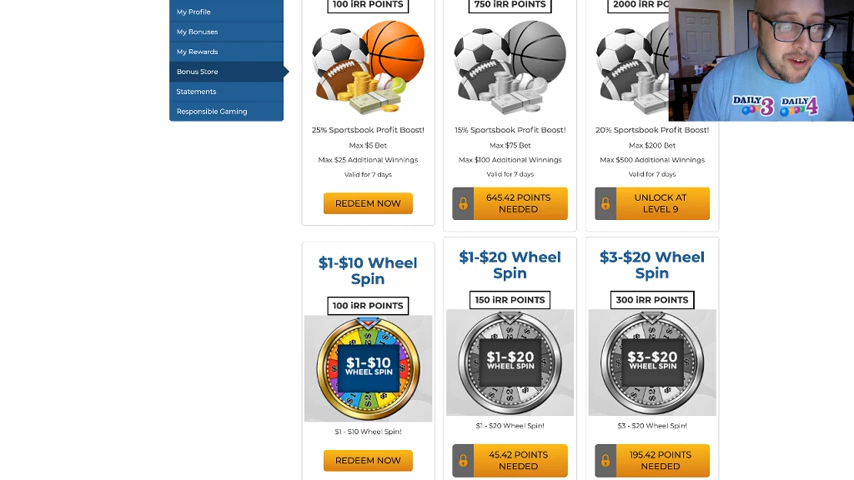 My Profile
My Bonuses
My Rewards
Bonus Store
Statements
Responsible Gaming
100 iRR POINTS
750 iRR POINTS
2000 iRR POINTS
25% Sportsbook Profit Boost!
Max $5 Bet
Max $25 Additional Winnings
Valid for 7 days
REDEEM NOW
15% Sportsbook Profit Boost!
Max $75 Bet
Max $100 Additional Winnings
Valid for 7 days
645.42 POINTS
NEEDED
20% Sportsbook Profit Boost!
Max $200 Bet
Max $500 Additional Winnings
Valid for 7 days
UNLOCK AT
LEVEL 9
DAILY 3 DAILY 4
$1-$10 Wheel
Spin
100 iRR POINTS
$1-$10
WHEEL SPIN
$1 - $10 Wheel Spin!
REDEEM NOW
$1-$20 Wheel
Spin
150 iRR POINTS
$1-$20
WHEEL SPIN
$1 - $20 Wheel Spin!
45.42 POINTS
NEEDED
$3-$20 Wheel
Spin
300 iRR POINTS
$3-$20
WHEEL SPIN
$3 - $20 Wheel Spin!
195.42 POINTS
NEEDED